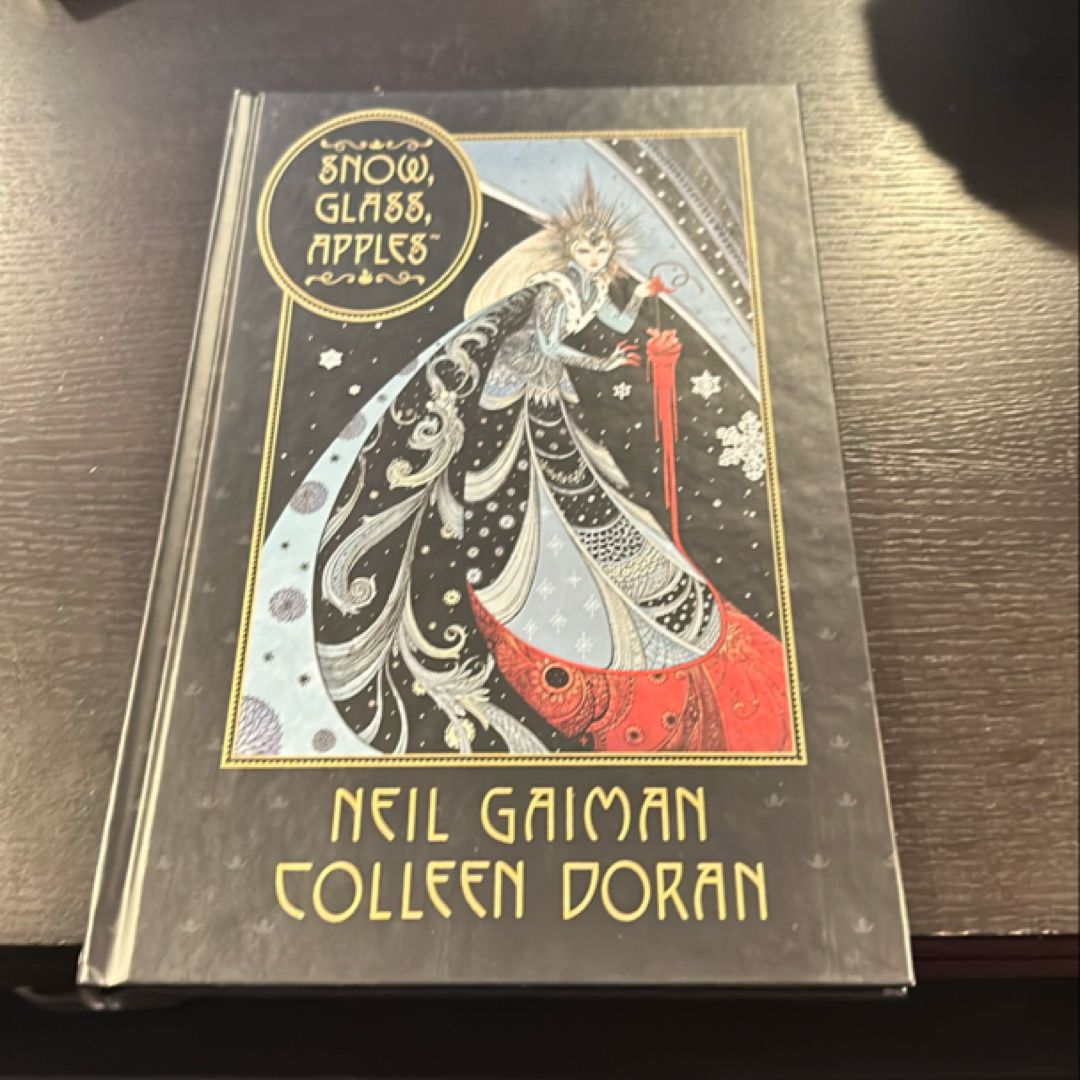 SNOW,
GLASS,
APPLES™
NEIL GAIMAN
COLLEEN DORAN